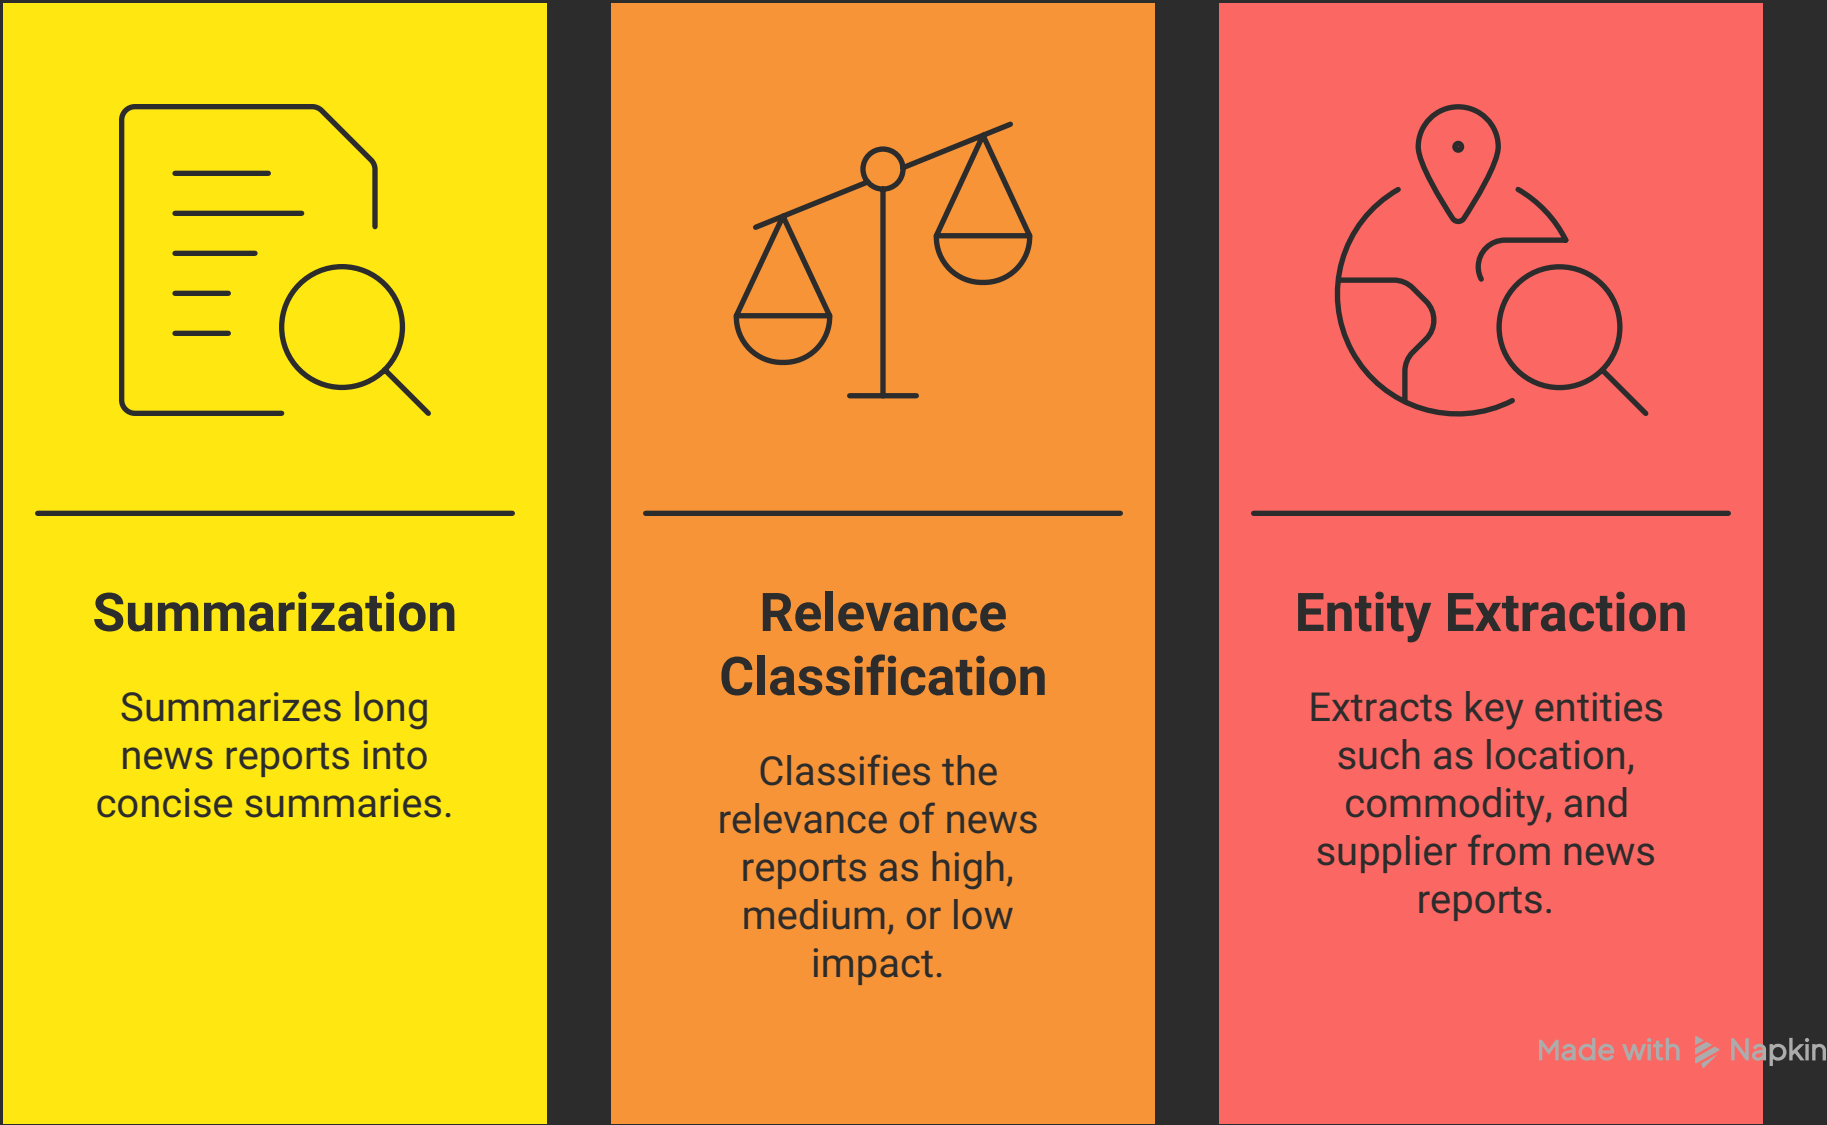 Summarization
Summarizes long
news reports into
concise summaries.
Relevance
Classification
Classifies the
relevance of news
reports as high,
medium, or low
impact.
Entity Extraction
Extracts key entities
such as location,
commodity, and
supplier from news
reports.
Made with Napkin